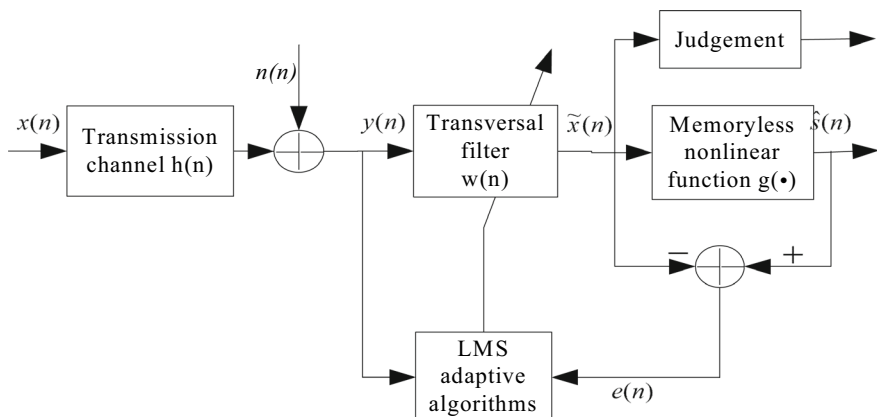 Judgement
n(n)
x(n)
Transmission
channel h(n)
y(n)
Transversal
filter
w(n)
x̃(n)
Memoryless
nonlinear
function g(•)
ŝ(n)
−
+
LMS
adaptive
algorithms
e(n)